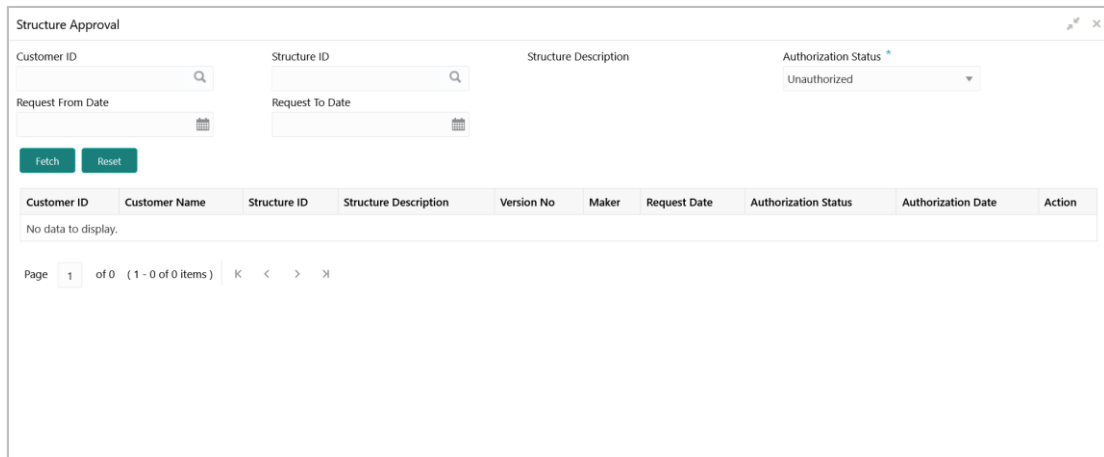 Structure Approval
Customer ID Structure ID Structure Description Authorization Status *
Unauthorized
Request From Date Request To Date
Fetch Reset
Customer ID Customer Name Structure ID Structure Description Version No Maker Request Date Authorization Status Authorization Date Action
No data to display.
Page 1 of 0 ( 1 - 0 of 0 items )